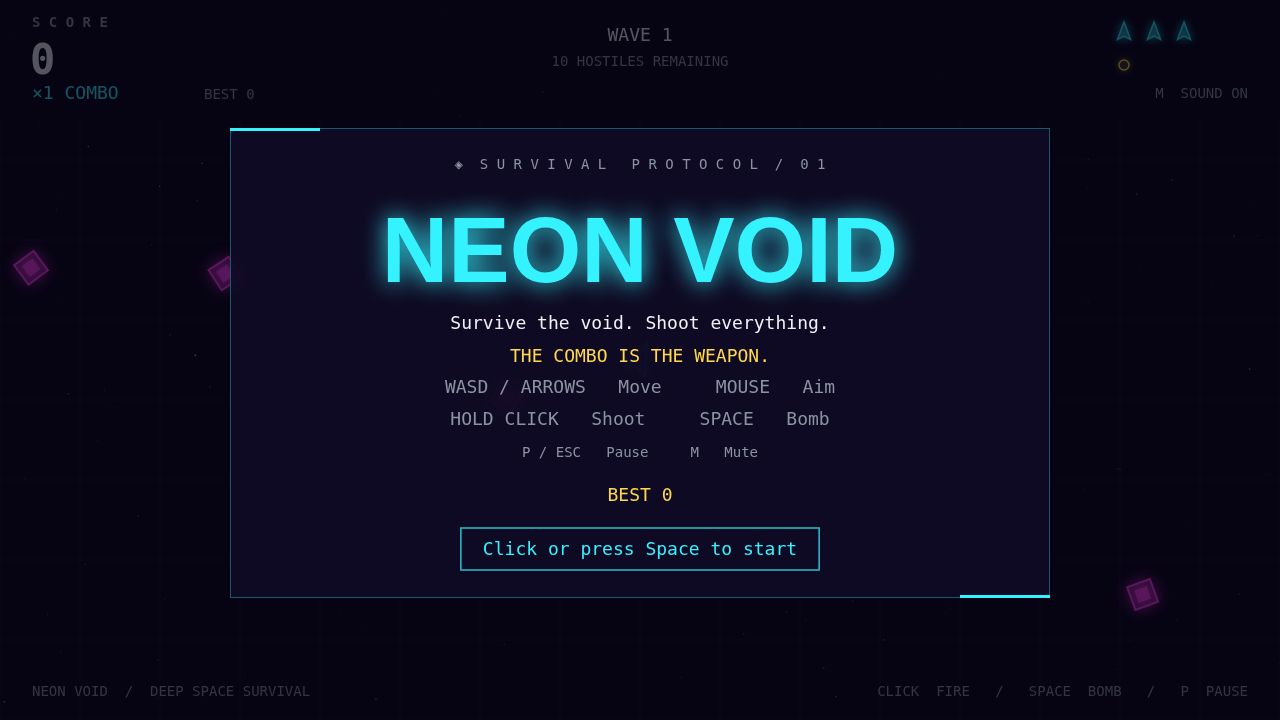 SCORE
0
×1 COMBO
BEST 0
WAVE 1
10 HOSTILES REMAINING
M SOUND ON
◈ SURVIVAL PROTOCOL / 01
NEON VOID
Survive the void. Shoot everything.
THE COMBO IS THE WEAPON.
WASD / ARROWS Move MOUSE Aim
HOLD CLICK Shoot SPACE Bomb
P / ESC Pause M Mute
BEST 0
Click or press Space to start
NEON VOID / DEEP SPACE SURVIVAL
CLICK FIRE / SPACE BOMB / P PAUSE